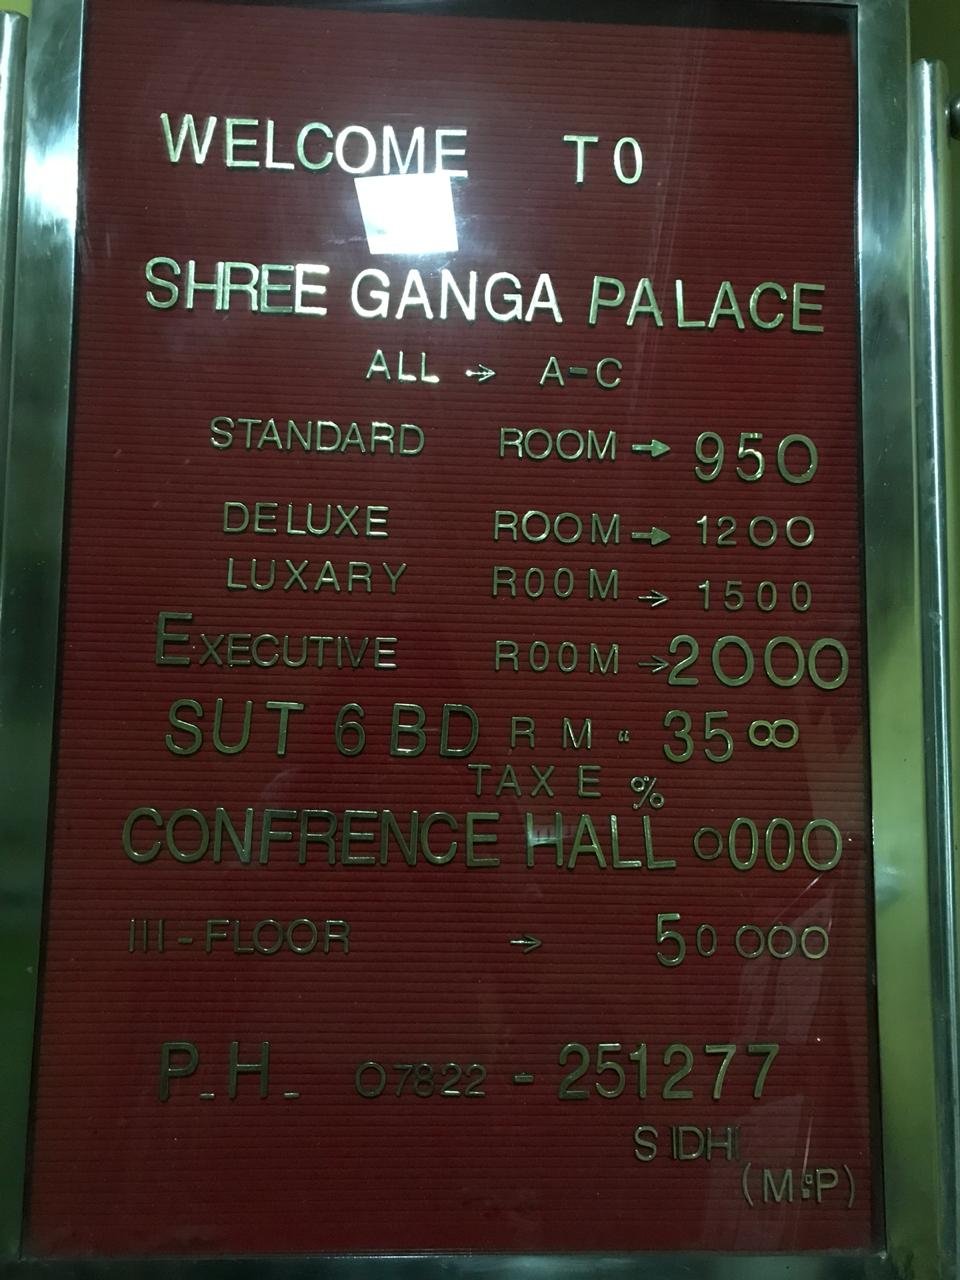 WELCOME TO
SHREE GANGA PALACE
ALL → A-C
STANDARD ROOM → 950
DELUXE ROOM → 1200
LUXARY ROOM → 1500
EXECUTIVE ROOM → 2000
SUT 6 BD RM " 3500
TAX E %
CONFRENCE HALL 0000
III-FLOOR → 50000
P_H_ 07822 - 251277
SIDHI
(M.P)